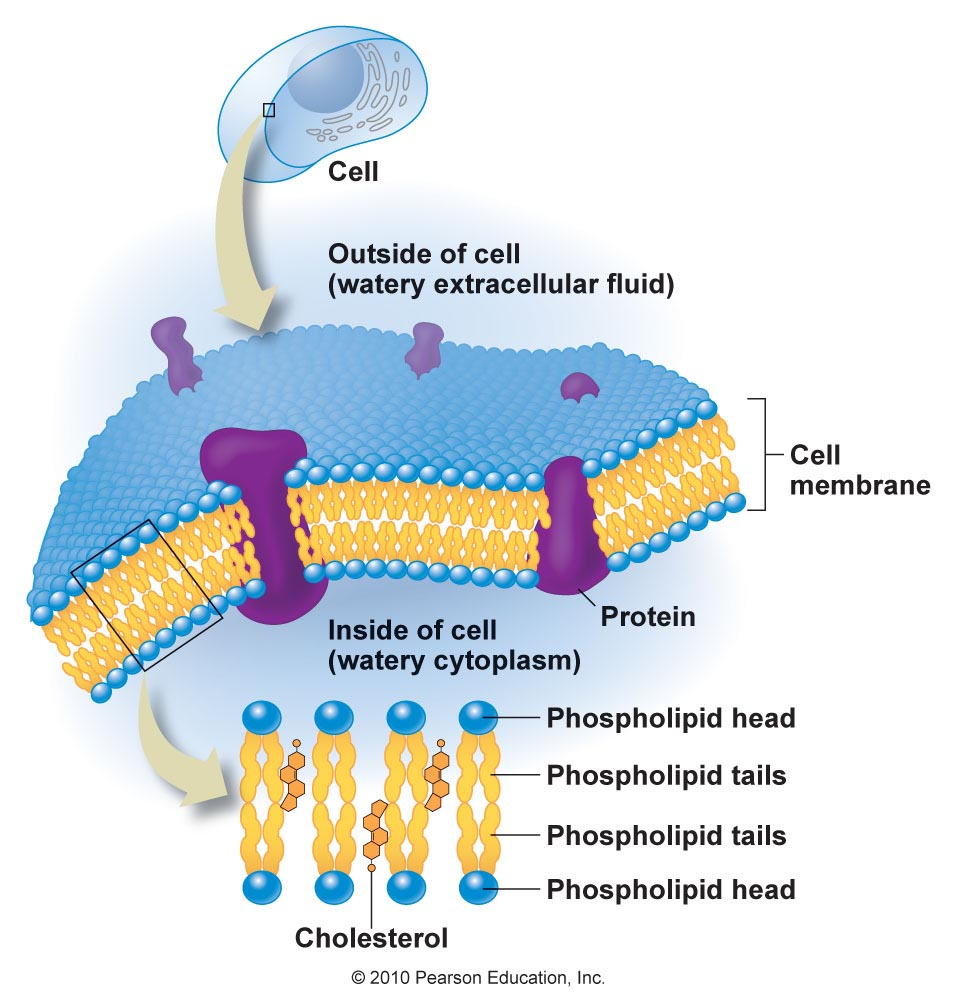 Cell
Outside of cell
(watery extracellular fluid)
Cell
membrane
Protein
Inside of cell
(watery cytoplasm)
Phospholipid head
Phospholipid tails
Phospholipid tails
Phospholipid head
Cholesterol
© 2010 Pearson Education, Inc.